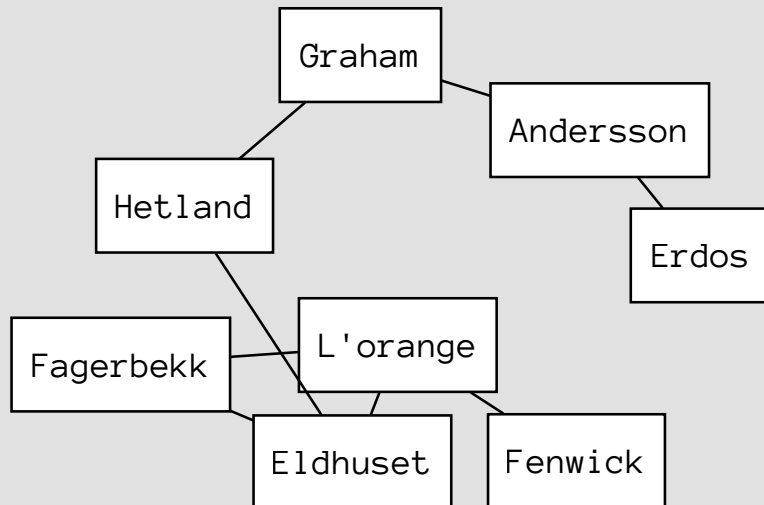 Graham
Andersson
Hetland
Erdos
L'orange
Fagerbekk
Eldhuset
Fenwick